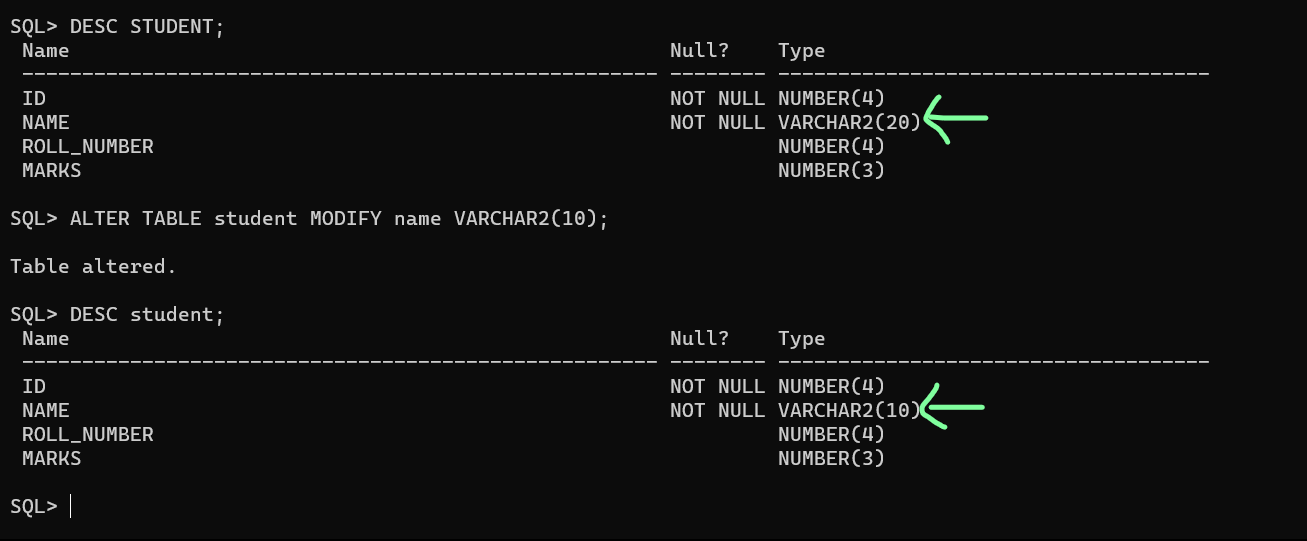 SQL> DESC STUDENT;
 Name                                                  Null?    Type
 ----------------------------------------------------- -------- ------------------------------------
 ID                                                    NOT NULL NUMBER(4)
 NAME                                                  NOT NULL VARCHAR2(20)
 ROLL_NUMBER                                                    NUMBER(4)
 MARKS                                                          NUMBER(3)
SQL> ALTER TABLE student MODIFY name VARCHAR2(10);
Table altered.
SQL> DESC student;
 Name                                                  Null?    Type
 ----------------------------------------------------- -------- ------------------------------------
 ID                                                    NOT NULL NUMBER(4)
 NAME                                                  NOT NULL VARCHAR2(10)
 ROLL_NUMBER                                                    NUMBER(4)
 MARKS                                                          NUMBER(3)
SQL>